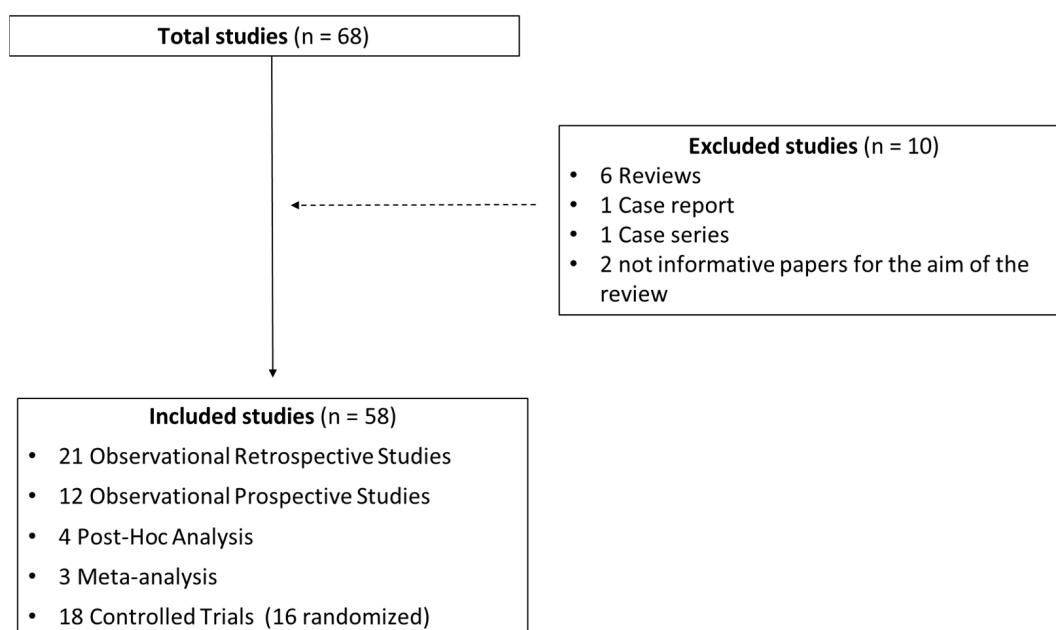 Total studies (n = 68)
Excluded studies (n = 10)
• 6 Reviews
• 1 Case report
• 1 Case series
• 2 not informative papers for the aim of the
review
Included studies (n = 58)
• 21 Observational Retrospective Studies
• 12 Observational Prospective Studies
• 4 Post-Hoc Analysis
• 3 Meta-analysis
• 18 Controlled Trials (16 randomized)